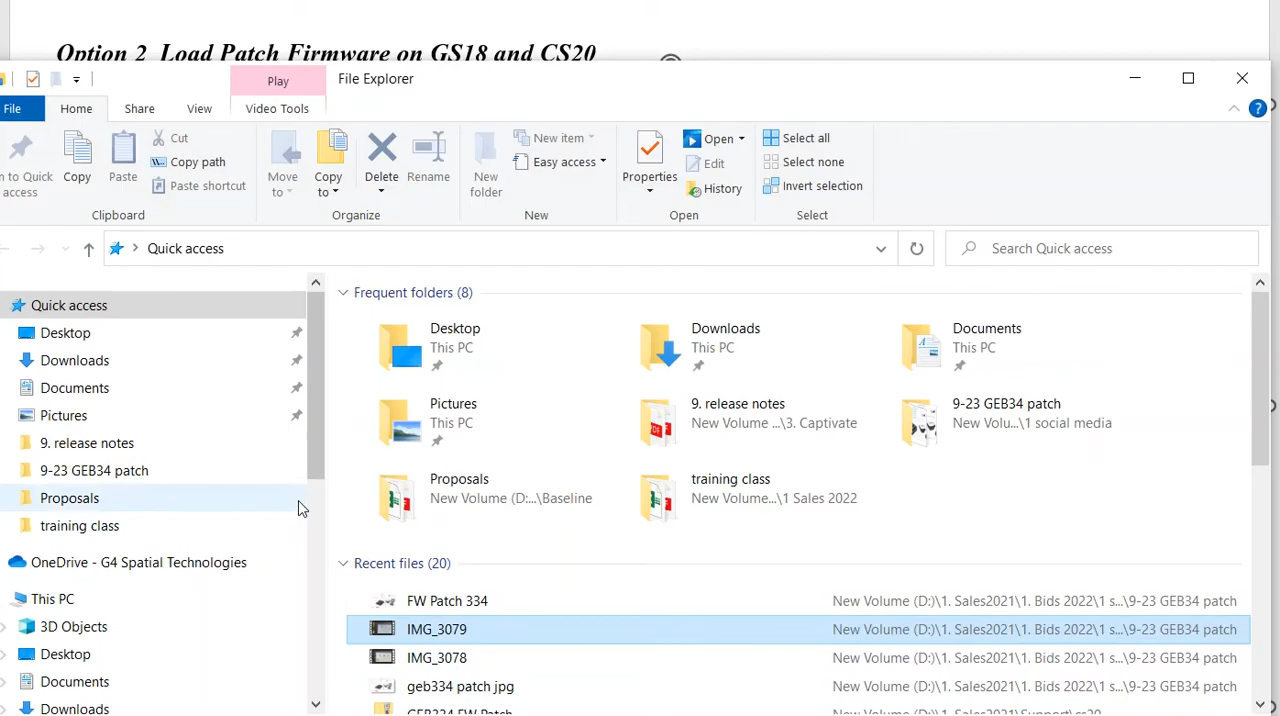 Option 2 Load Patch Firmware on GS18 and CS20
Play
File Explorer
File
Home
Share
View
Video Tools
?
n to Quick
access
Copy
Paste
Cut
Copy path
Paste shortcut
Clipboard
Move
to
Copy
to
Delete
Rename
Organize
New
folder
New item
Easy access
New
Properties
Open
Edit
History
Open
Select all
Select none
Invert selection
Select
Quick access
Search Quick access
Quick access
Desktop
Downloads
Documents
Pictures
9. release notes
9-23 GEB34 patch
Proposals
training class
OneDrive - G4 Spatial Technologies
This PC
3D Objects
Desktop
Documents
Downloads
Frequent folders (8)
Desktop
This PC
Downloads
This PC
Documents
This PC
Pictures
This PC
9. release notes
New Volume ...\3. Captivate
9-23 GEB34 patch
New Volu...\1 social media
Proposals
New Volume (D:...\Baseline
training class
New Volume...\1 Sales 2022
Recent files (20)
FW Patch 334 New Volume (D:)\1. Sales2021\1. Bids 2022\1 s...\9-23 GEB34 patch
IMG_3079 New Volume (D:)\1. Sales2021\1. Bids 2022\1 s...\9-23 GEB34 patch
IMG_3078 New Volume (D:)\1. Sales2021\1. Bids 2022\1 s...\9-23 GEB34 patch
geb334 patch jpg New Volume (D:)\1. Sales2021\1. Bids 2022\1 s...\9-23 GEB34 patch
GEB334 FW Patch New Volume (D:)\1. Sales2021\Support\cs20